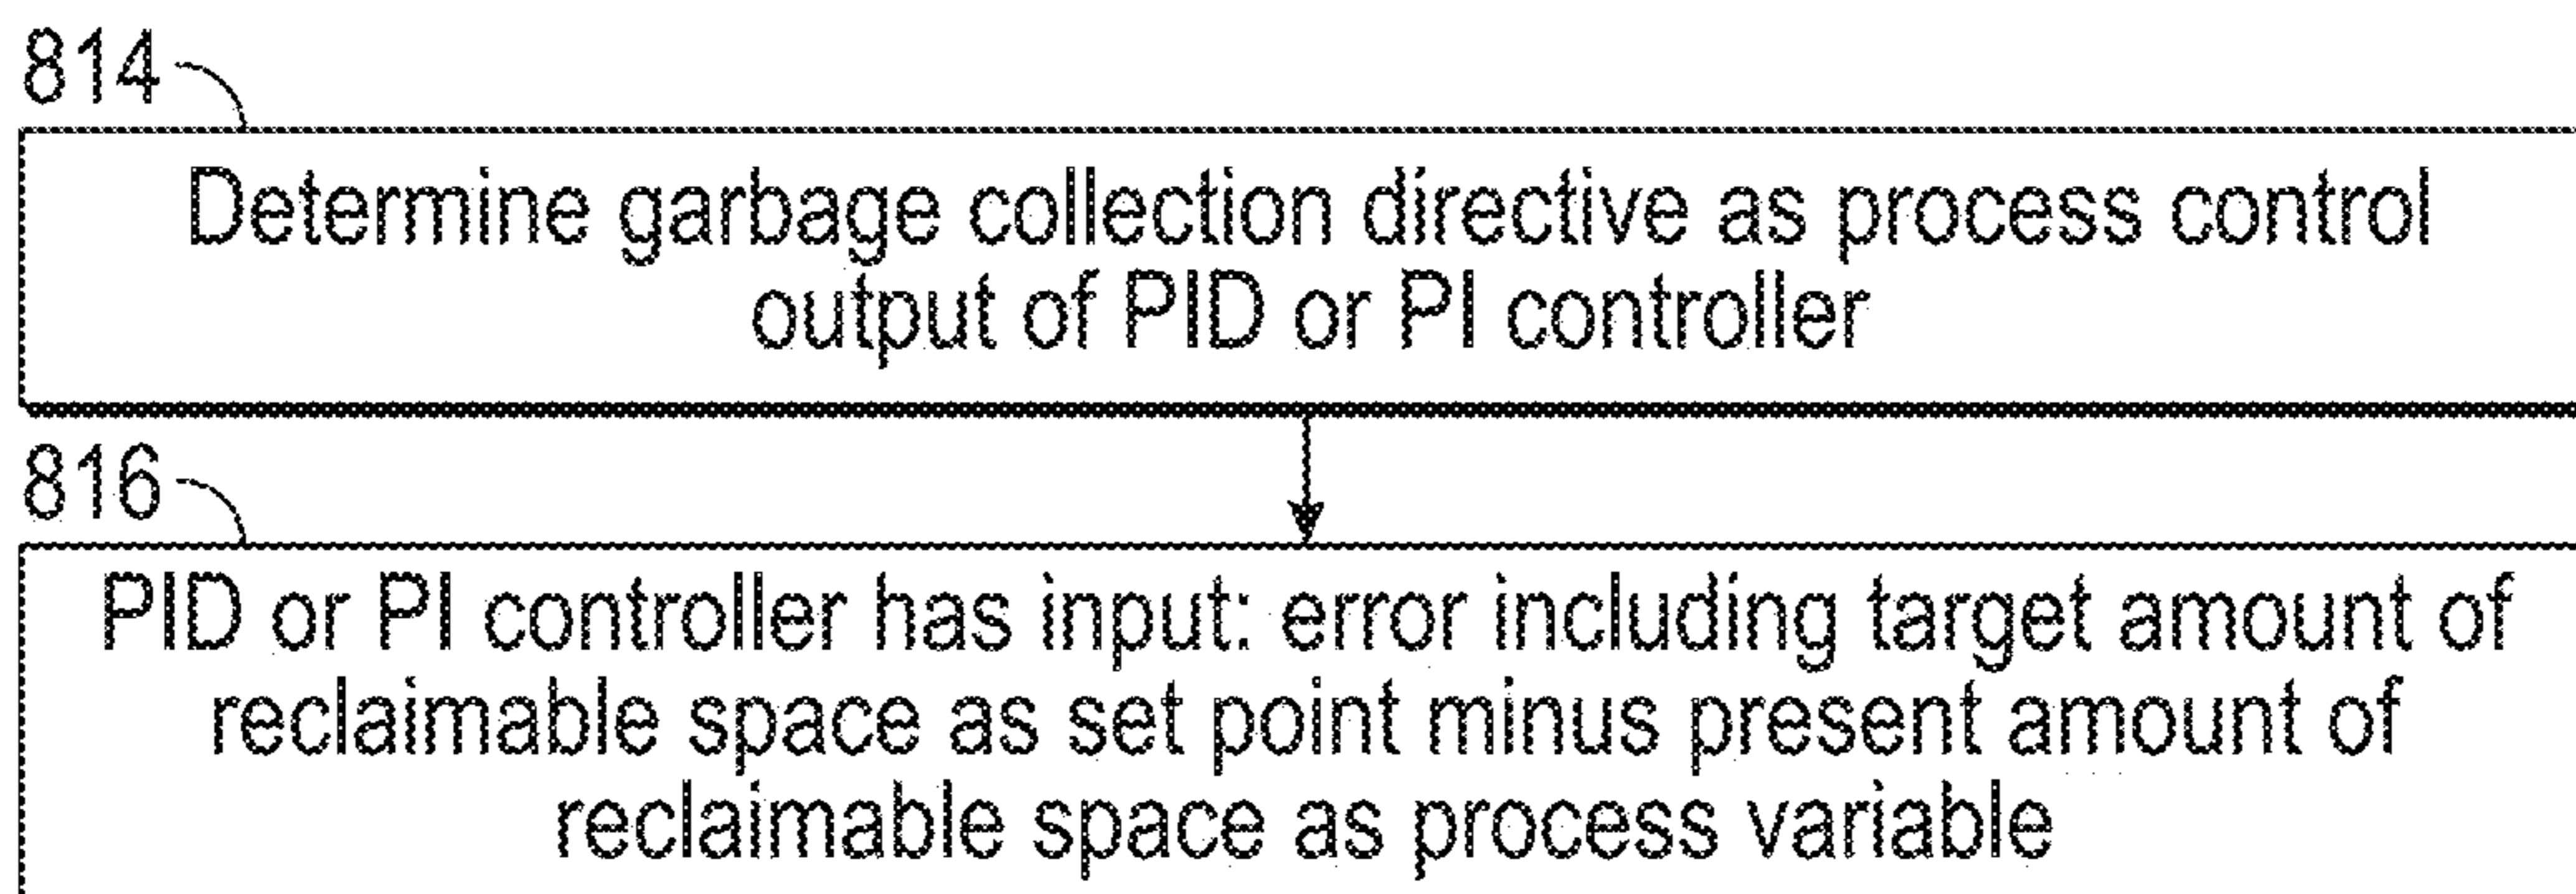 814
Determine garbage collection directive as process control
output of PID or PI controller
816
PID or PI controller has input: error including target amount of
reclaimable space as set point minus present amount of
reclaimable space as process variable